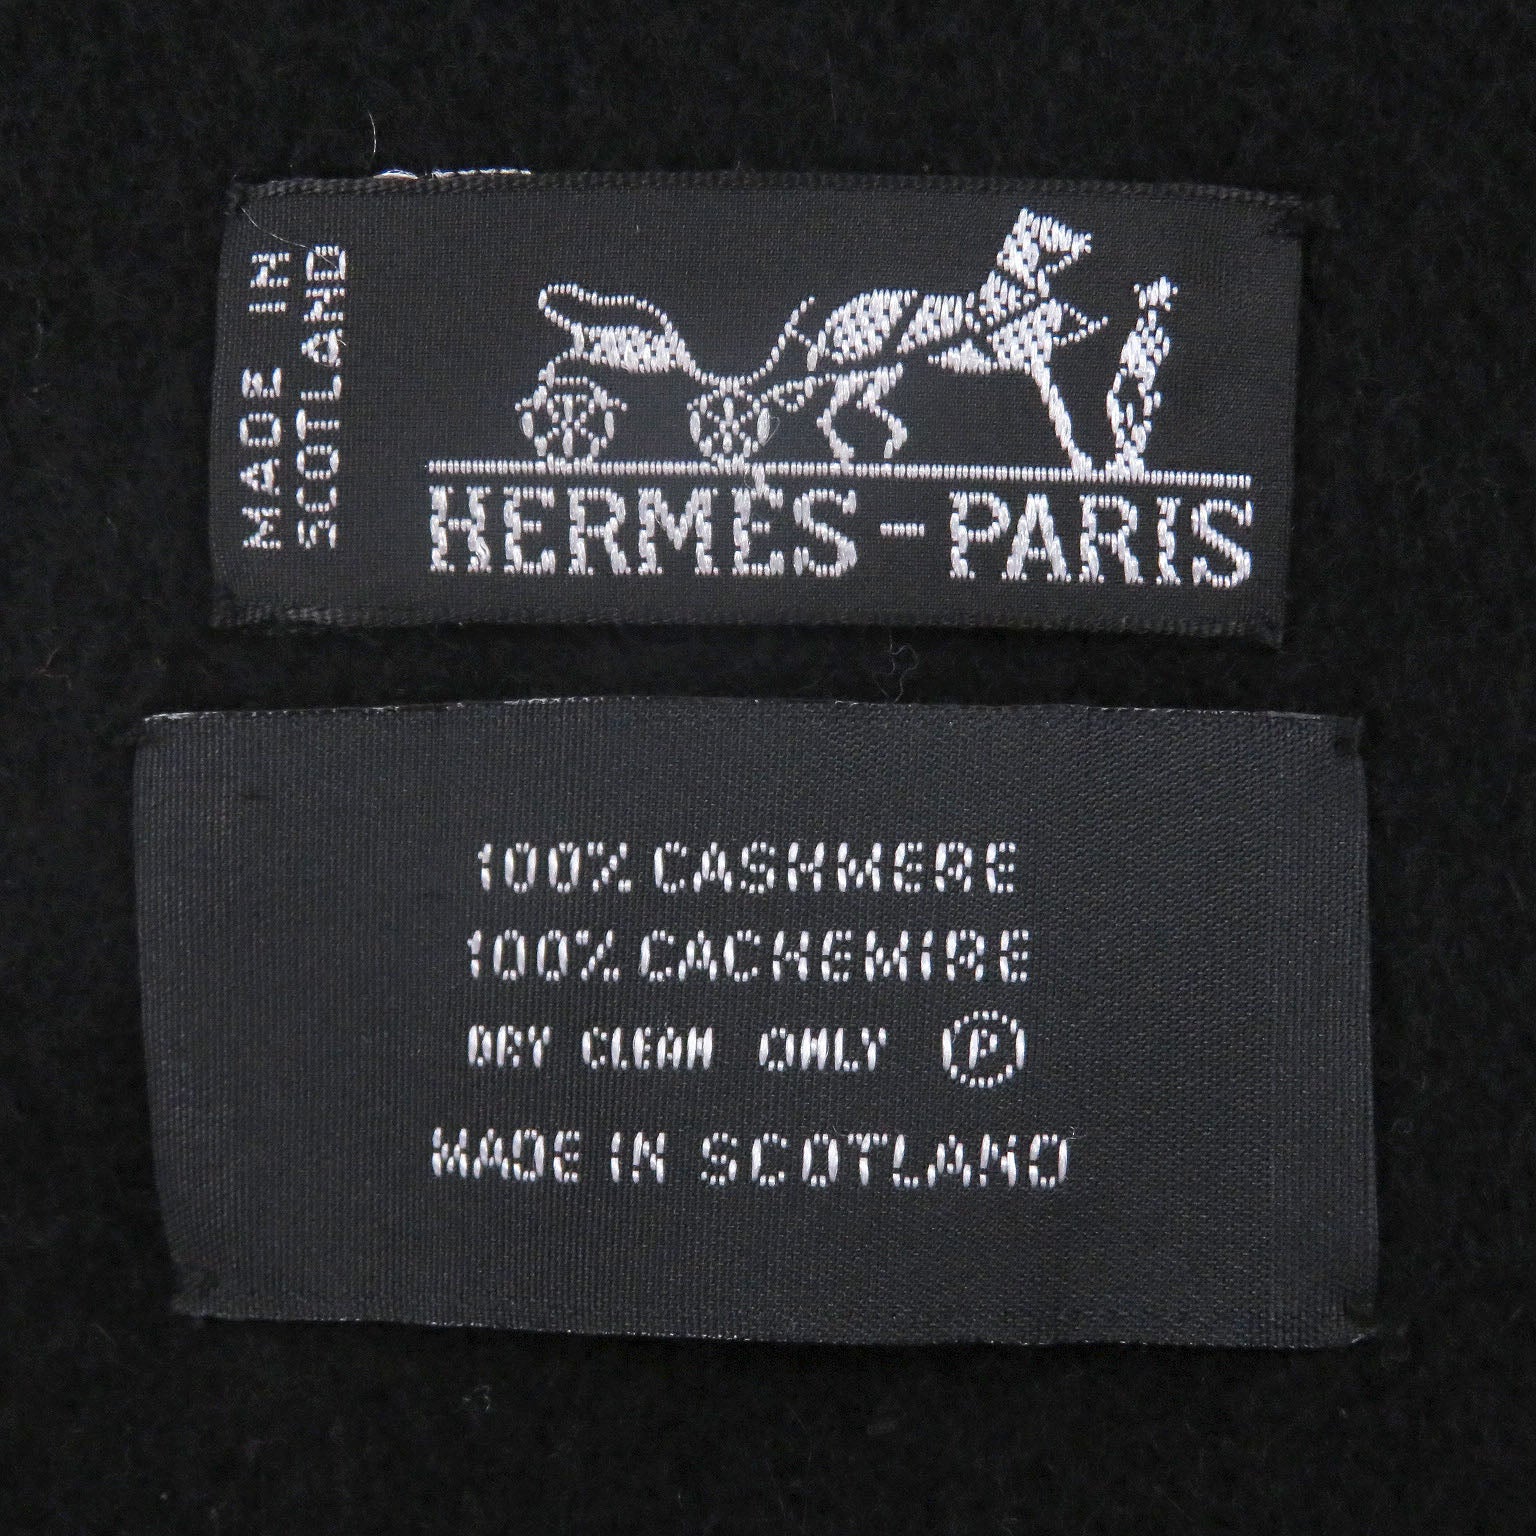 MADE IN
SCOTLAND
HERMÈS-PARIS
100% CASHMERE
100% CACHEMIRE
DRY CLEAN ONLY Ⓟ
MADE IN SCOTLAND